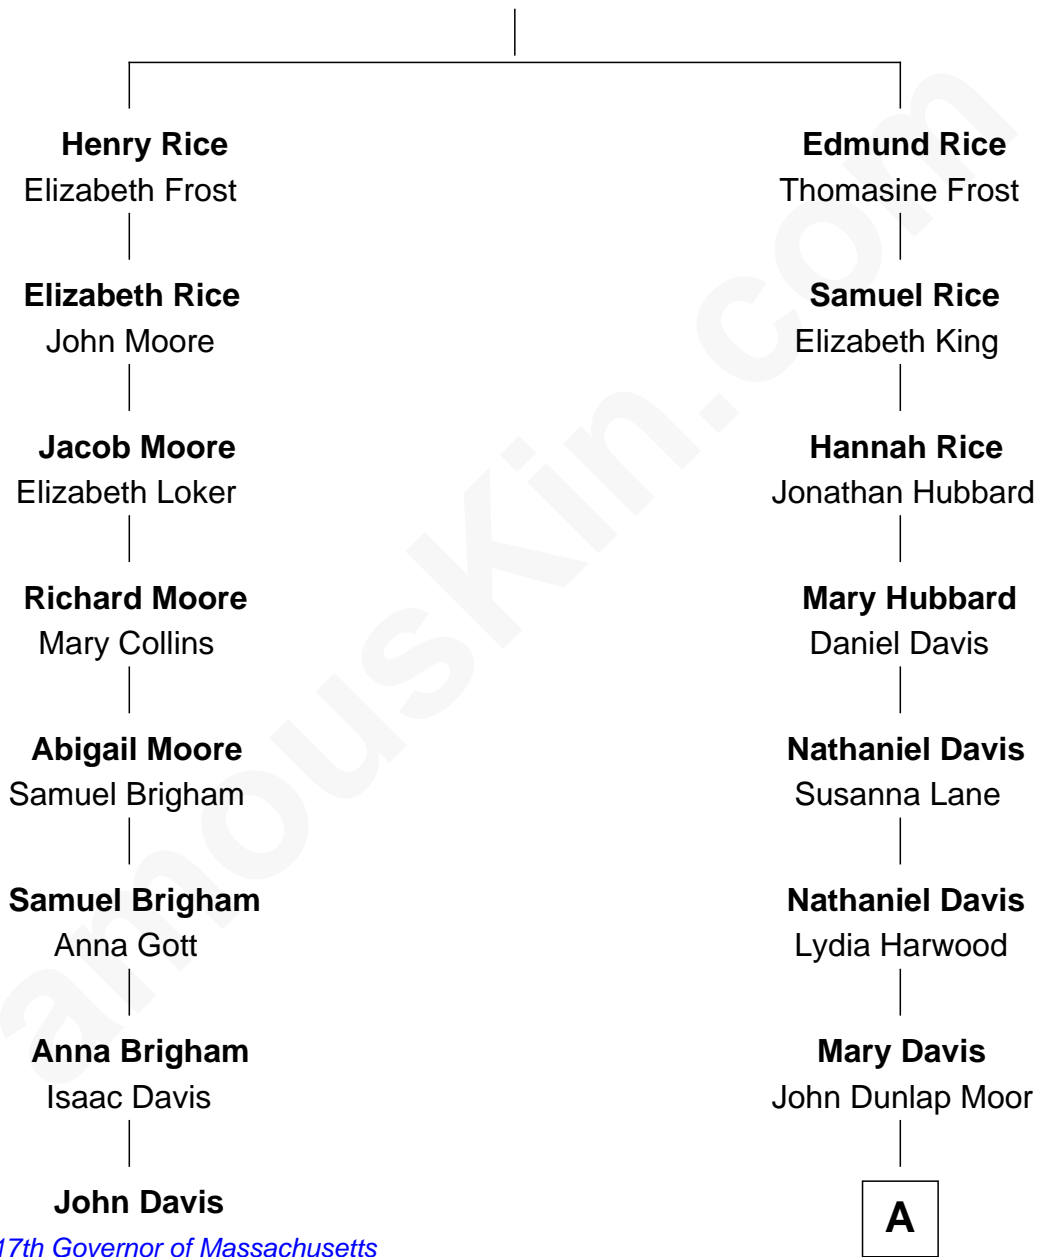 Henry Rice
Elizabeth Frost
Edmund Rice
Thomasine Frost
Elizabeth Rice
John Moore
Samuel Rice
Elizabeth King
Jacob Moore
Elizabeth Loker
Hannah Rice
Jonathan Hubbard
Richard Moore
Mary Collins
Mary Hubbard
Daniel Davis
Abigail Moore
Samuel Brigham
Nathaniel Davis
Susanna Lane
Samuel Brigham
Anna Gott
Nathaniel Davis
Lydia Harwood
Anna Brigham
Isaac Davis
Mary Davis
John Dunlap Moor
John Davis
17th Governor of Massachusetts
A
amouskin.com